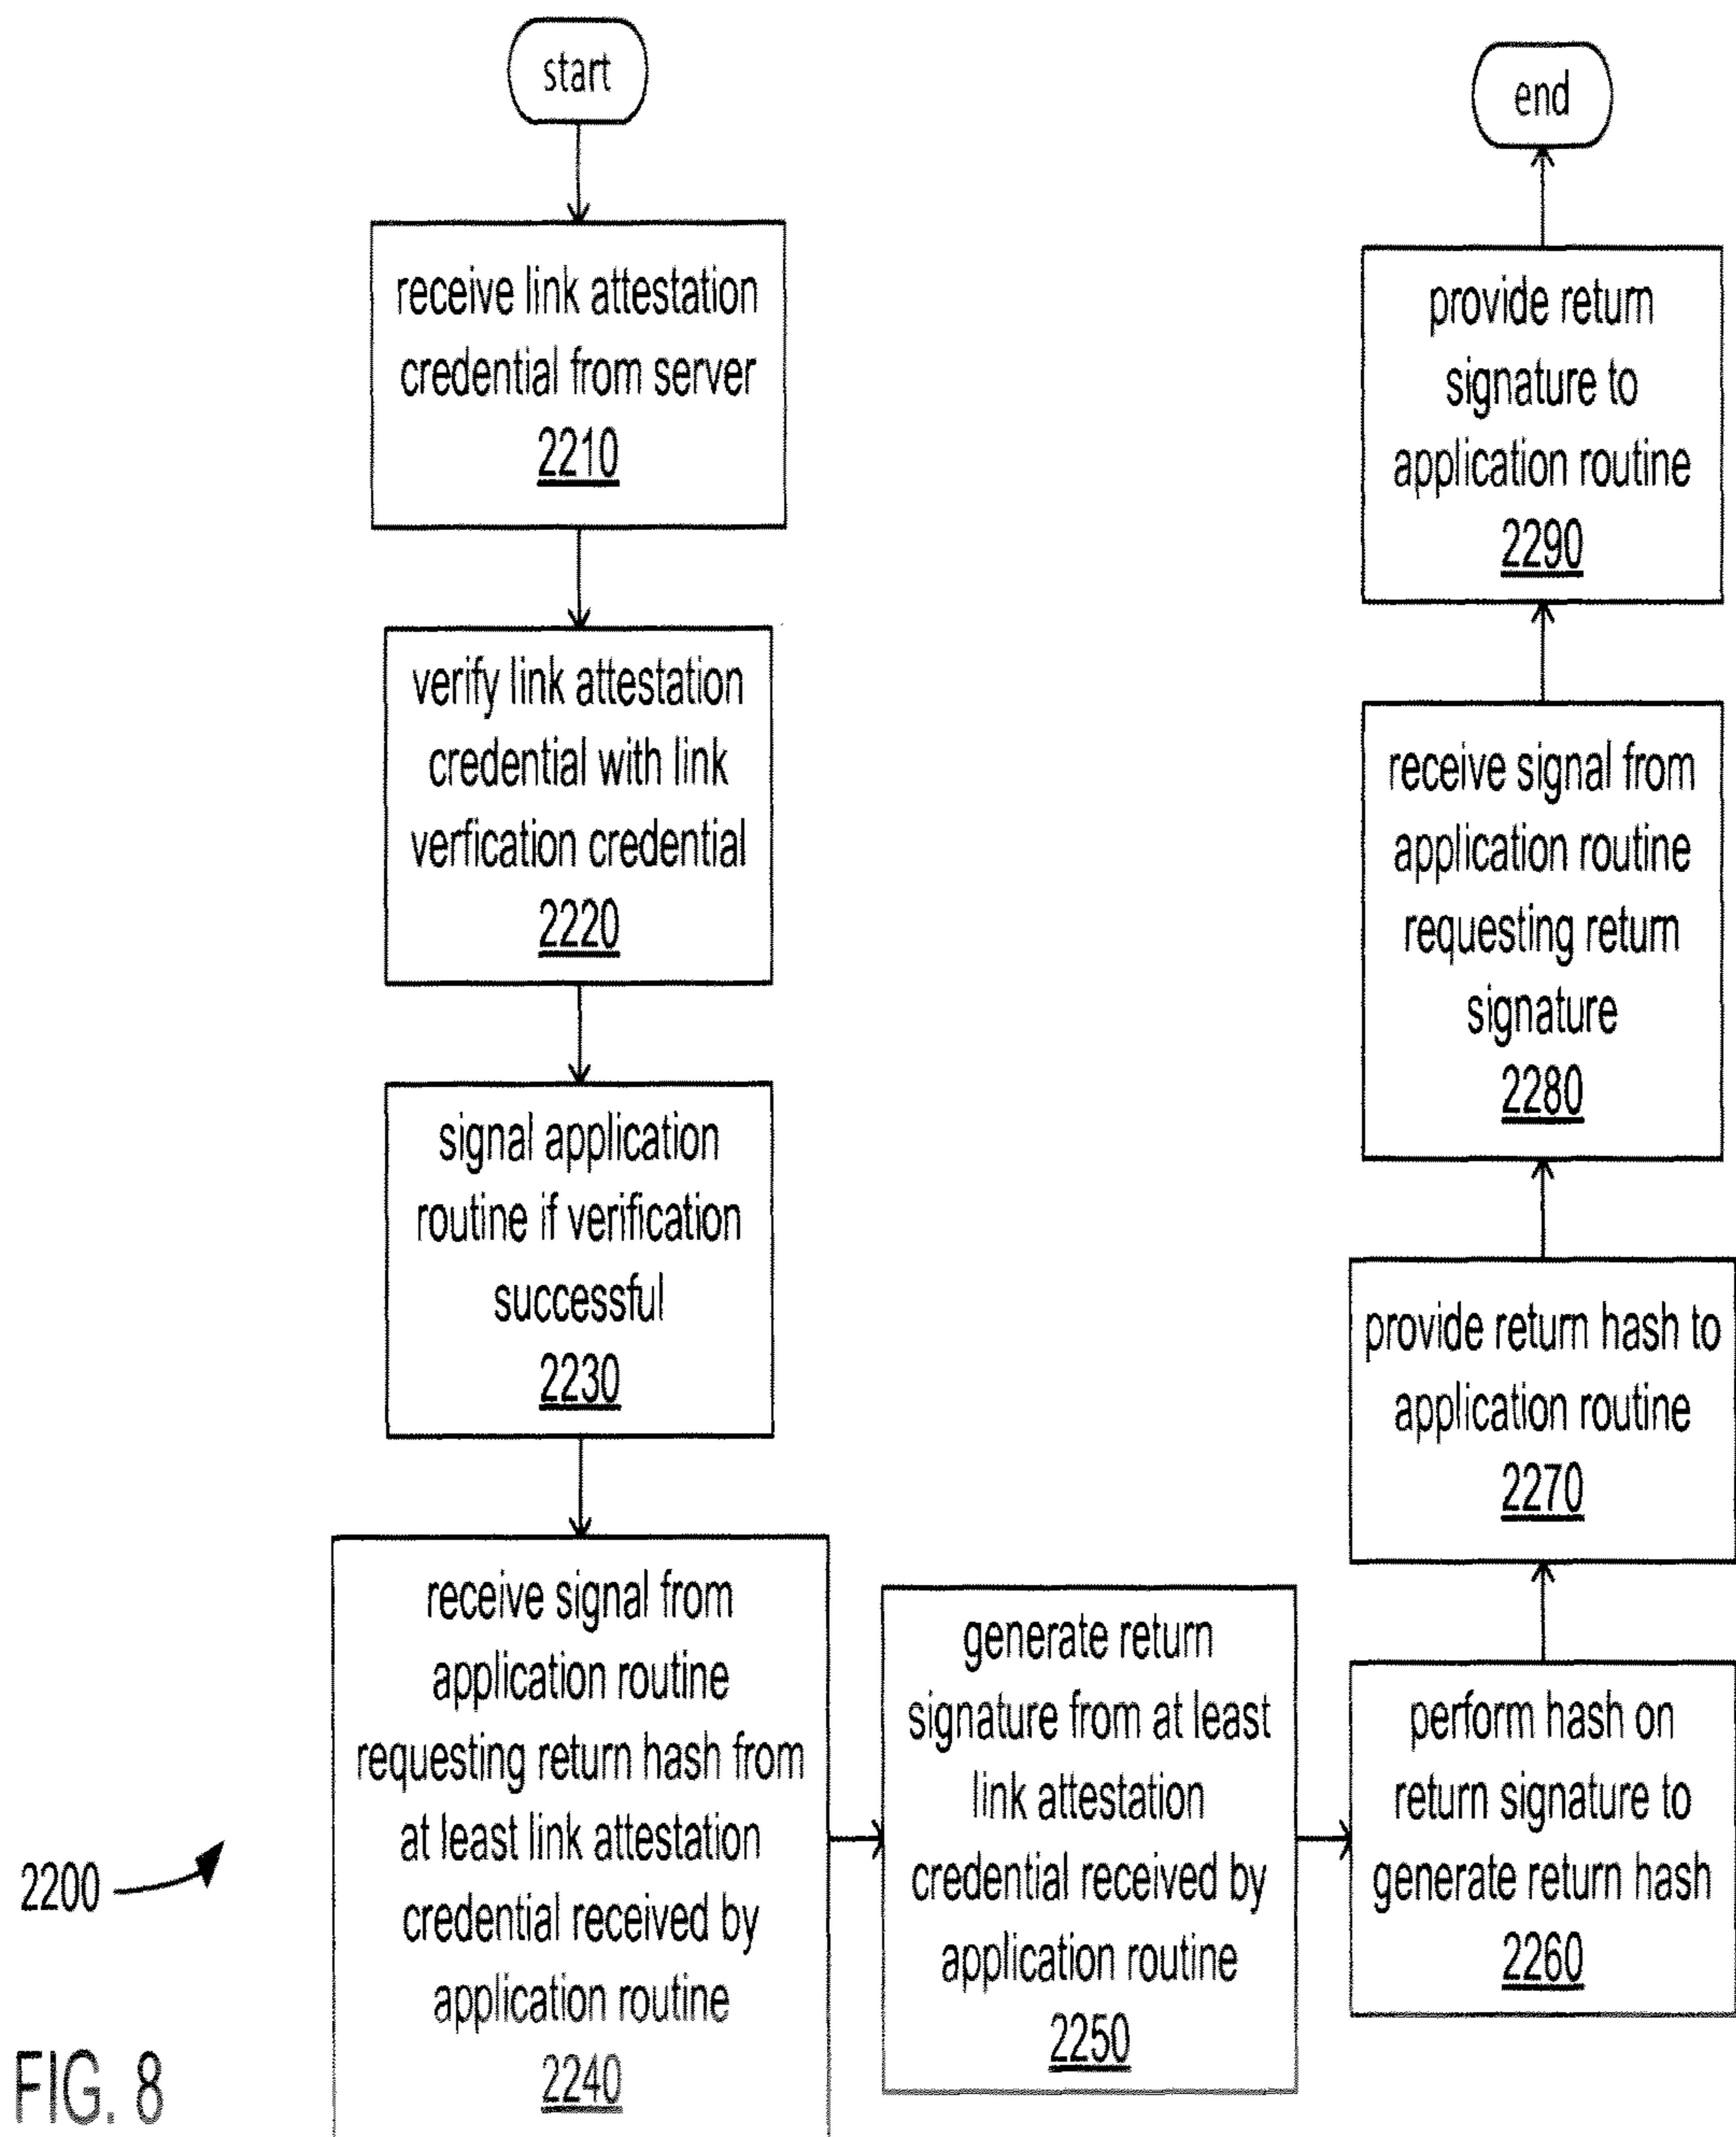 start
receive link attestation
credential from server
2210
verify link attestation
credential with link
verfication credential
2220
signal application
routine if verification
successful
2230
receive signal from
application routine
requesting return hash from
at least link attestation
credential received by
application routine
2240
generate return
signature from at least
link attestation
credential received by
application routine
2250
perform hash on
return signature to
generate return hash
2260
provide return hash to
application routine
2270
receive signal from
application routine
requesting return
signature
2280
provide return
signature to
application routine
2290
end
2200
FIG. 8